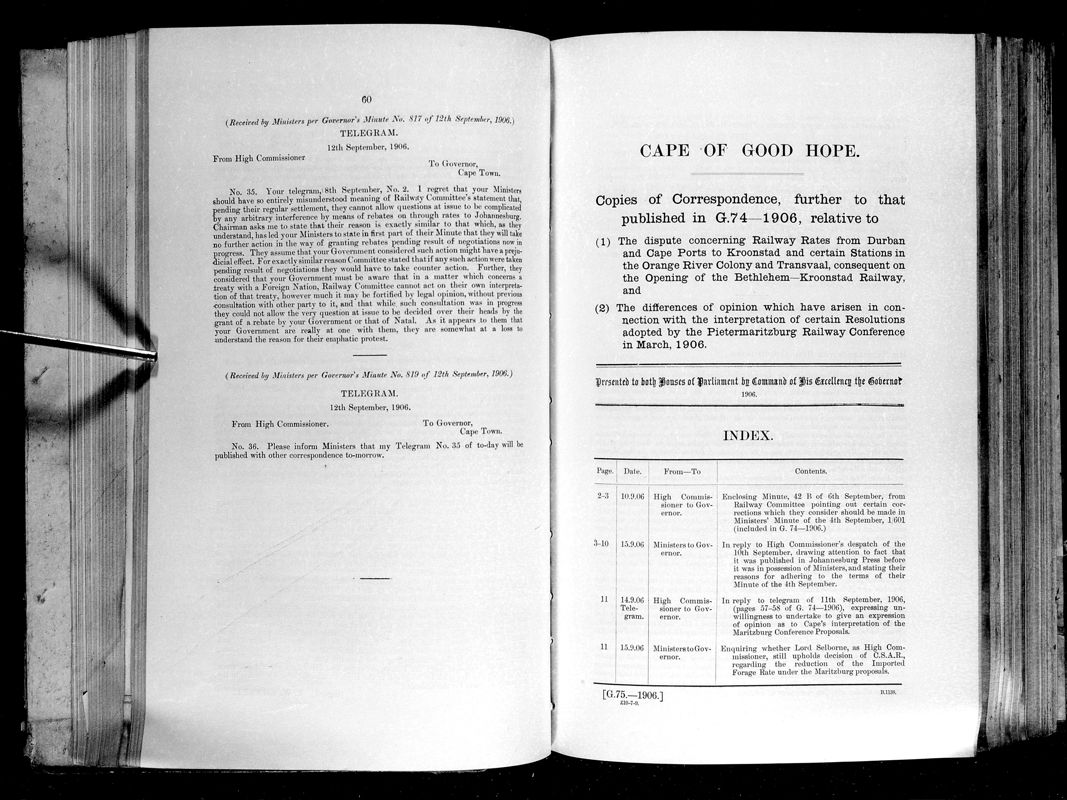 60
(Received by Ministers per Governor's Minute No. 817 of 12th September, 1906.)
TELEGRAM.
12th September, 1906.
From High Commissioner
To Governor,
Cape Town.
No. 35. Your telegram, 8th September, No. 2. I regret that your Ministers
should have so entirely misunderstood meaning of Railway Committee's statement that,
pending their regular settlement, they cannot allow questions at issue to be complicated
by any arbitrary interference by means of rebates on through rates to Johannesburg.
Chairman asks me to state that their reason is exactly similar to that which, as they
understand, has led your Ministers to state in first part of their Minute that they will take
no further action in the way of granting rebates pending result of negotiations now in
progress. They assume that your Government considered such action might have a preju-
dicial effect. For exactly similar reason Committee stated that if any such action were taken
pending result of negotiations they would have to take counter action. Further, they
considered that your Government must be aware that in a matter which concerns a
treaty with a Foreign Nation, Railway Committee cannot act on their own interpreta-
tion of that treaty, however much it may be fortified by legal opinion, without previous
consultation with other party to it, and that while such consultation was in progress
they could not allow the very question at issue to be decided over their heads by the
grant of a rebate by your Government or that of Natal. As it appears to them that
your Government are really at one with them, they are somewhat at a loss to
understand the reason for their emphatic protest.
(Received by Ministers per Governor's Minute No. 819 of 12th September, 1906.)
TELEGRAM.
12th September, 1906.
From High Commissioner.
To Governor,
Cape Town.
No. 36. Please inform Ministers that my Telegram No. 35 of to-day will be
published with other correspondence to-morrow.
CAPE OF GOOD HOPE.
Copies of Correspondence, further to that
published in G.74—1906, relative to
(1) The dispute concerning Railway Rates from Durban
and Cape Ports to Kroonstad and certain Stations in
the Orange River Colony and Transvaal, consequent on
the Opening of the Bethlehem—Kroonstad Railway,
and
(2) The differences of opinion which have arisen in con-
nection with the interpretation of certain Resolutions
adopted by the Pietermaritzburg Railway Conference
in March, 1906.
Presented to both Houses of Parliament by Command of His Excellency the Governor
1906.
INDEX.
Page. Date. From—To Contents.
2-3 10.9.06 High Commis- Enclosing Minute, 42 B of 6th September, from
sioner to Gov- Railway Committee pointing out certain cor-
ernor. rections which they consider should be made in
Ministers' Minute of the 4th September, 1/601
(included in G. 74—1906.)
3-10 15.9.06 Ministers to Gov- In reply to High Commissioner's despatch of the
ernor. 10th September, drawing attention to fact that
it was published in Johannesburg Press before
it was in possession of Ministers, and stating their
reasons for adhering to the terms of their
Minute of the 4th September.
11 14.9.06 High Commis- In reply to telegram of 11th September, 1906,
Tele- sioner to Gov- (pages 57-58 of G. 74—1906), expressing un-
gram. ernor. willingness to undertake to give an expression
of opinion as to Cape's interpretation of the
Maritzburg Conference Proposals.
11 15.9.06 Ministers to Gov- Enquiring whether Lord Selborne, as High Com-
ernor. missioner, still upholds decision of C.S.A.R.,
regarding the reduction of the Imported
Forage Rate under the Maritzburg proposals.
[G.75.—1906.] B.1138.
£10-7-9.